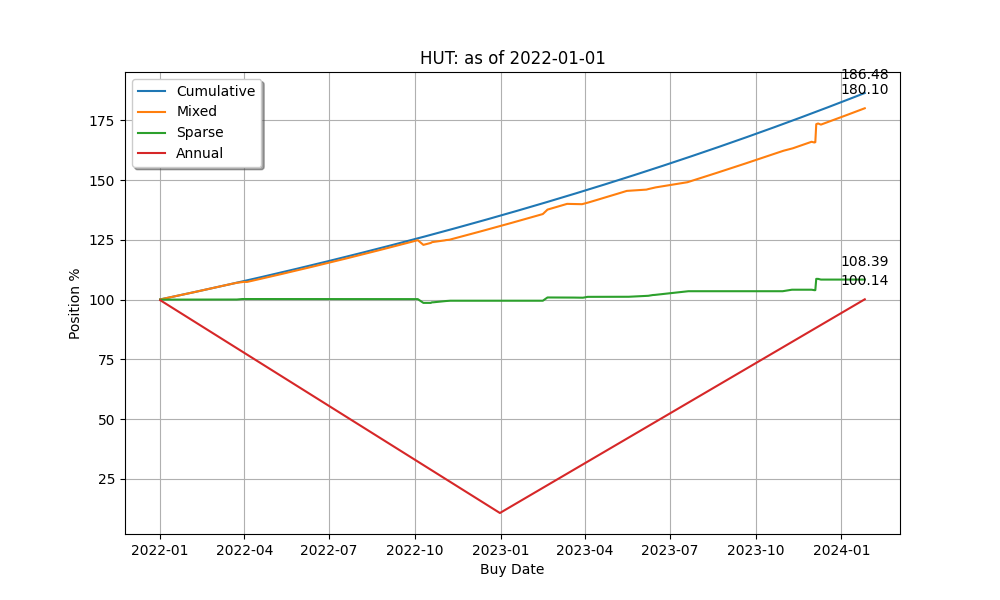 HUT: as of 2022-01-01
186.48
180.10
Cumulative
Mixed
Sparse
Annual
175
150
125
108.39
100.14
100
75
50
25
Position %
2022-01 2022-04 2022-07 2022-10 2023-01 2023-04 2023-07 2023-10 2024-01
Buy Date